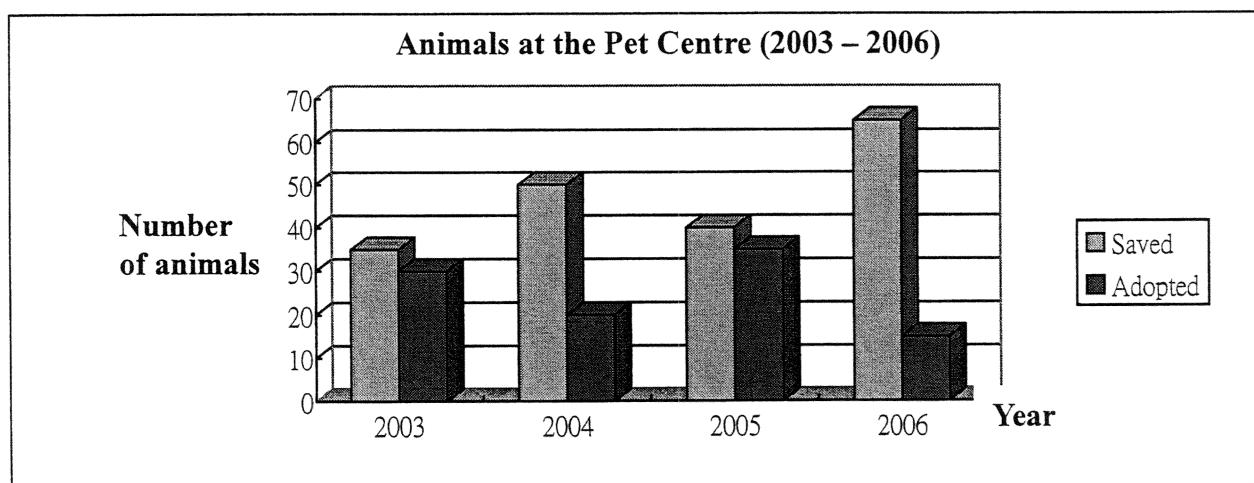 Animals at the Pet Centre (2003 – 2006)
70
60
50
40
30
20
10
0
Number
of animals
2003
2004
2005
2006
Year
Saved
Adopted